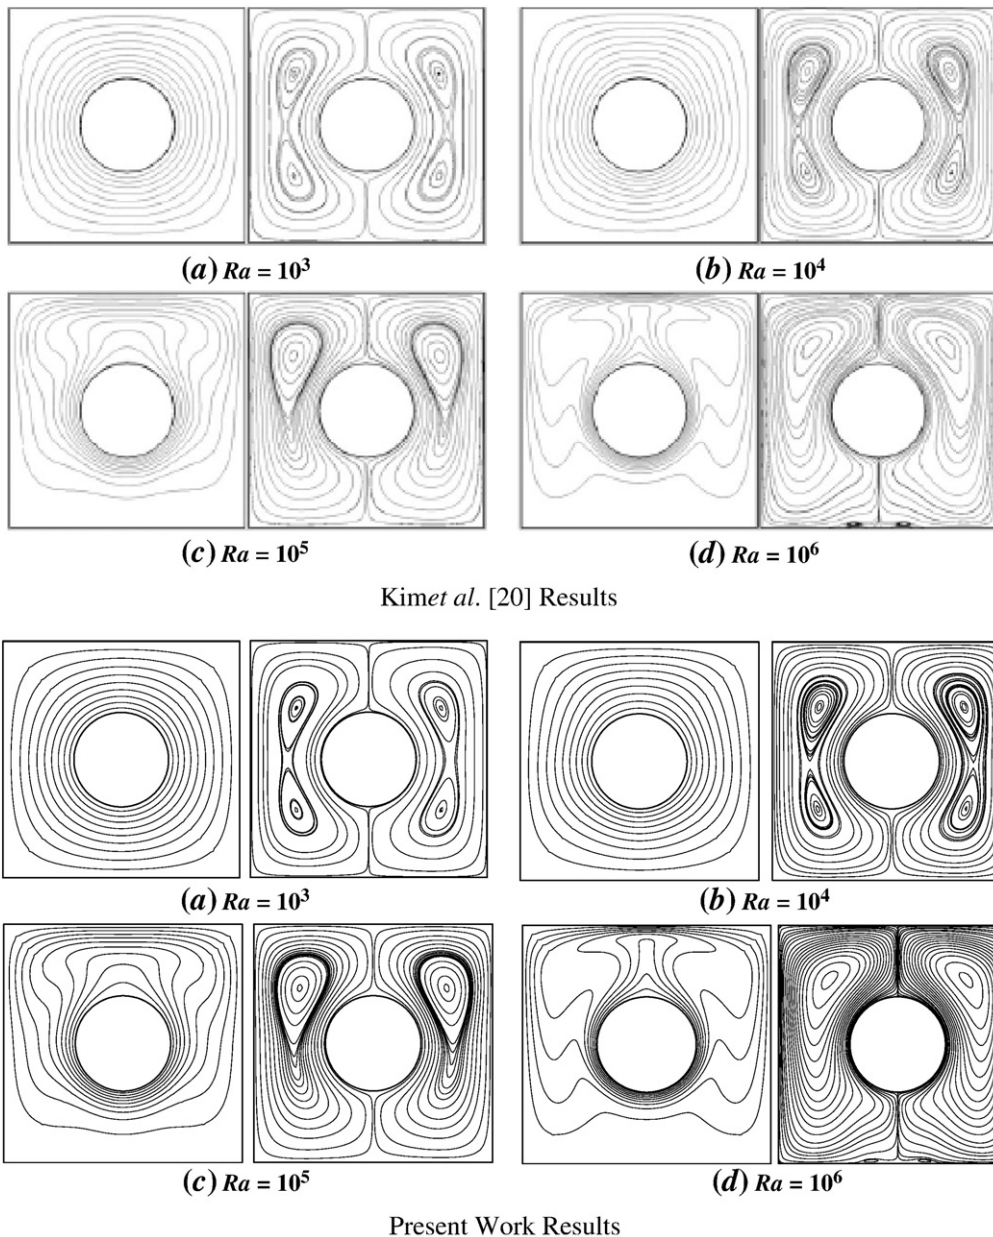 (a) Ra = 10³ (b) Ra = 10⁴
(c) Ra = 10⁵ (d) Ra = 10⁶
Kimet al. [20] Results
(a) Ra = 10³ (b) Ra = 10⁴
(c) Ra = 10⁵ (d) Ra = 10⁶
Present Work Results